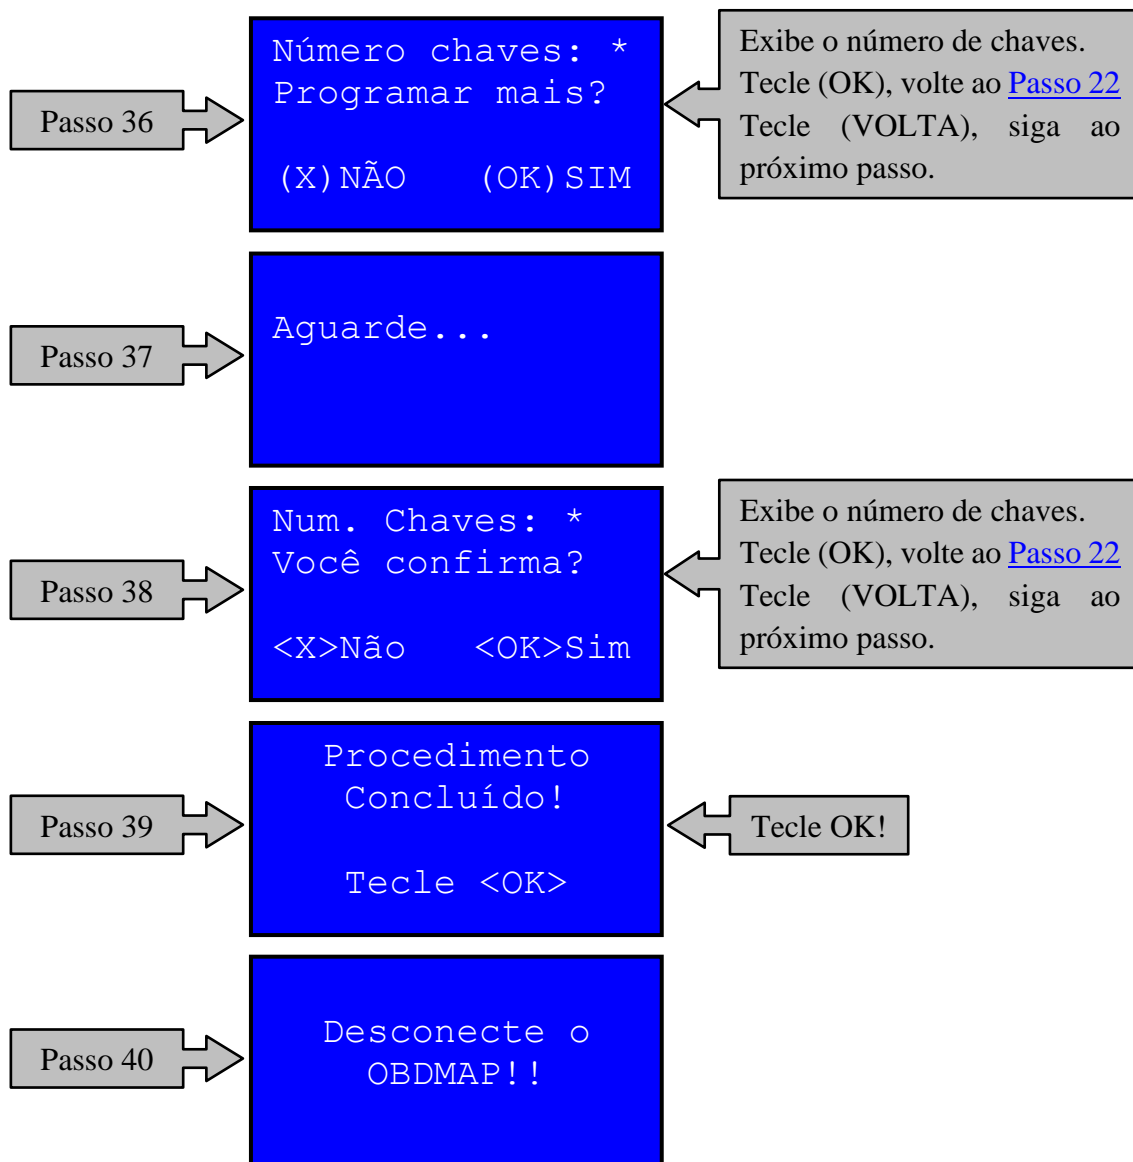 Passo 36
Número chaves: *
Programar mais?
(X)NÃO (OK)SIM
Exibe o número de chaves.
Tecle (OK), volte ao Passo 22
Tecle (VOLTA), siga ao
próximo passo.
Passo 37
Aguarde...
Passo 38
Num. Chaves: *
Você confirma?
<X>Não <OK>Sim
Exibe o número de chaves.
Tecle (OK), volte ao Passo 22
Tecle (VOLTA), siga ao
próximo passo.
Passo 39
Procedimento
Concluído!
Tecle <OK>
Tecle OK!
Passo 40
Desconecte o
OBDMAP!!